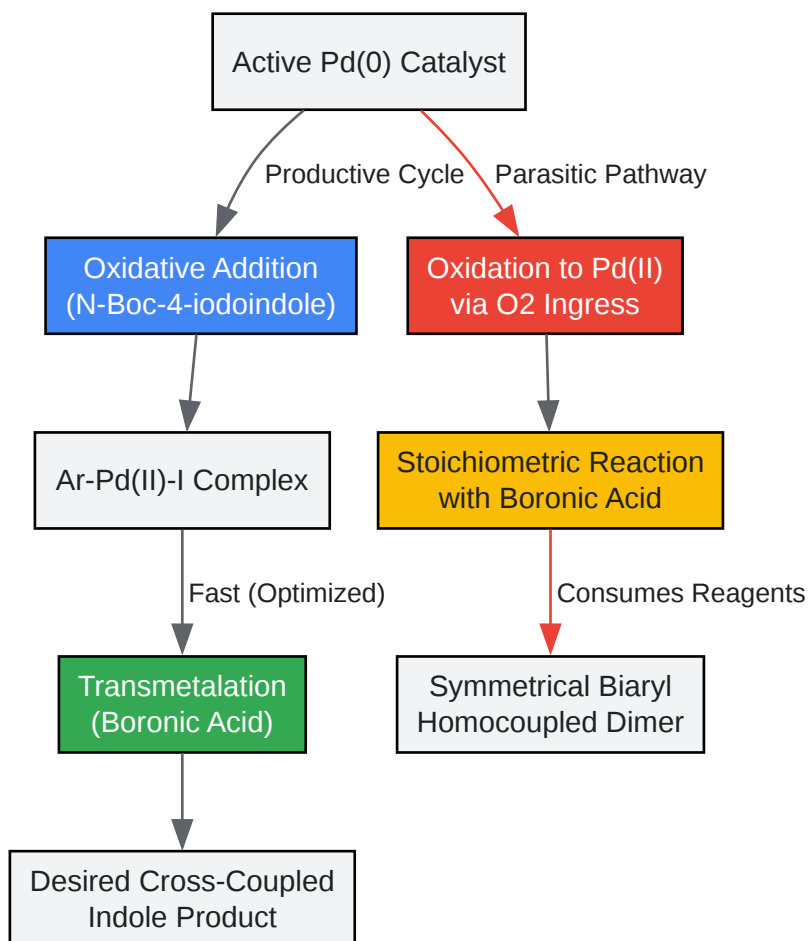 Active Pd(0) Catalyst
Productive Cycle
Parasitic Pathway
Oxidative Addition
(N-Boc-4-iodoindole)
Oxidation to Pd(II)
via O2 Ingress
Ar-Pd(II)-I Complex
Stoichiometric Reaction
with Boronic Acid
Fast (Optimized)
Consumes Reagents
Transmetalation
(Boronic Acid)
Symmetrical Biaryl
Homocoupled Dimer
Desired Cross-Coupled
Indole Product